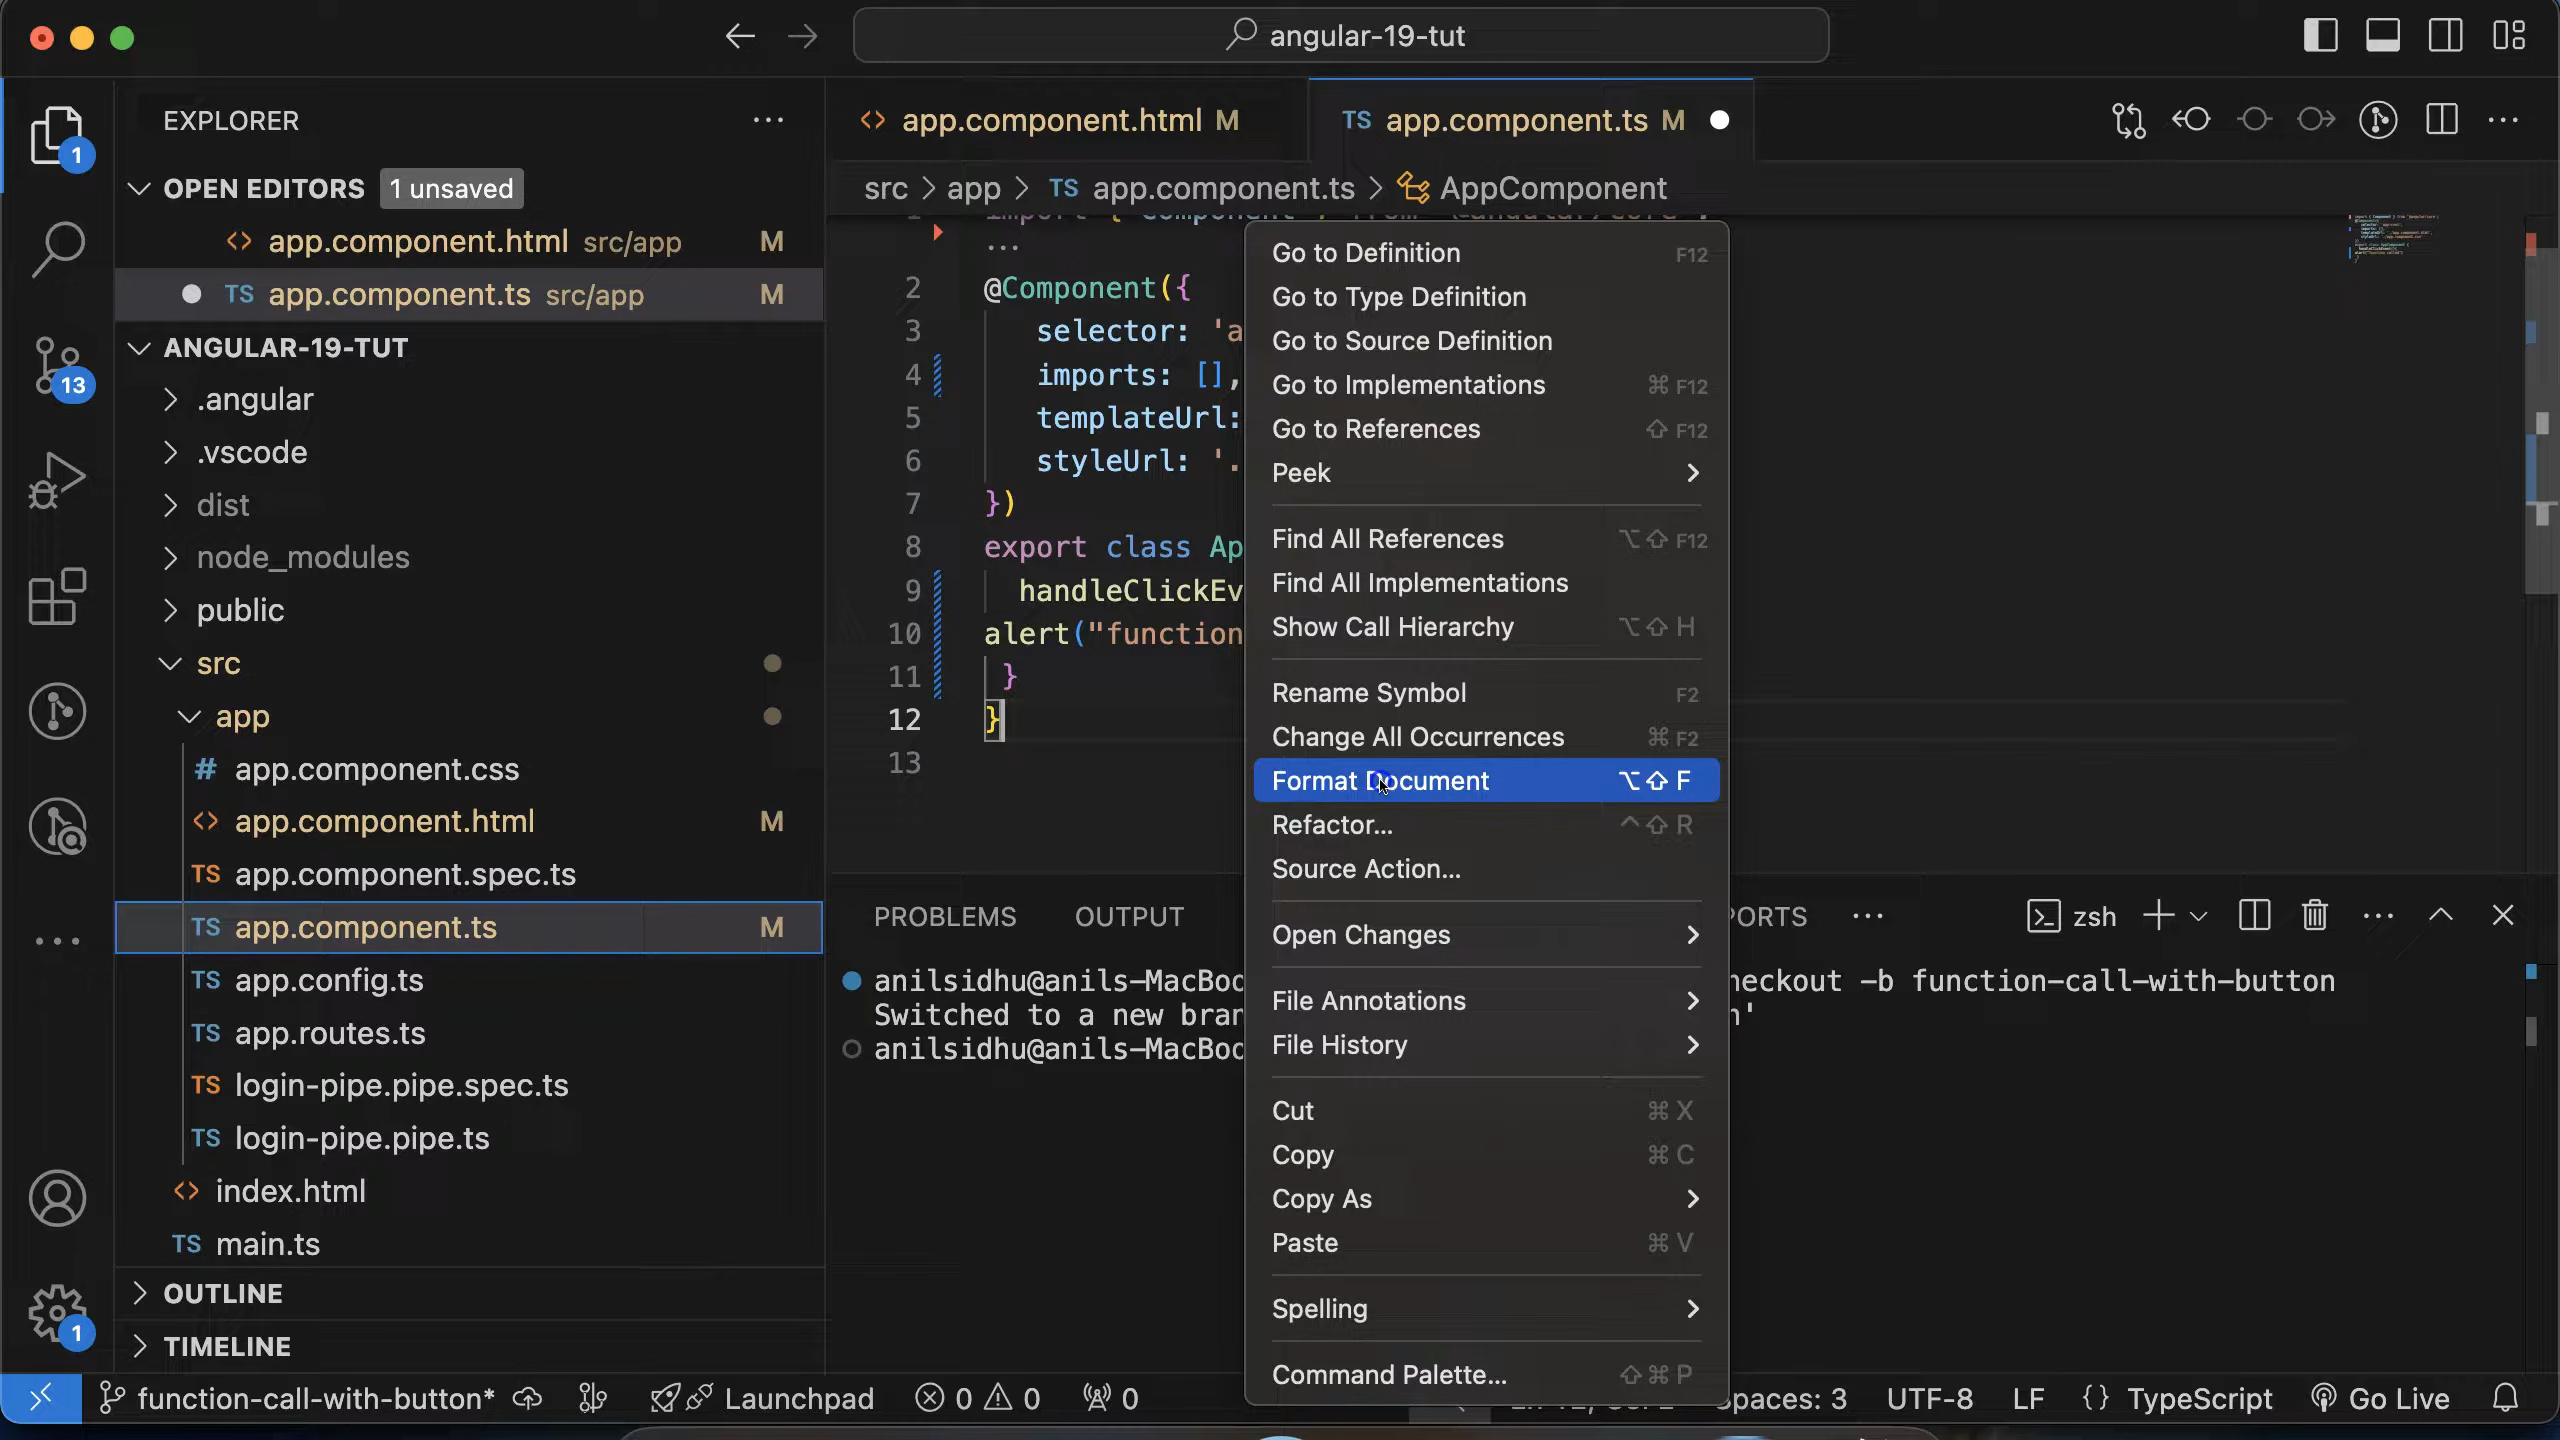 angular-19-tut
EXPLORER
OPEN EDITORS 1 unsaved
app.component.html src/app M
app.component.ts src/app M
ANGULAR-19-TUT
.angular
.vscode
dist
node_modules
public
src
app
app.component.css
app.component.html M
app.component.spec.ts
app.component.ts M
app.config.ts
app.routes.ts
login-pipe.pipe.spec.ts
login-pipe.pipe.ts
index.html
main.ts
OUTLINE
TIMELINE
1
13
1
app.component.html M
app.component.ts M
src > app > TS app.component.ts > AppComponent
2 @Component({
3 selector: 'a
4 imports: [],
5 templateUrl:
6 styleUrl: '.
7 })
8 export class Ap
9 handleClickEv
10 alert("function
11 }
12 }
13
Go to Definition F12
Go to Type Definition
Go to Source Definition
Go to Implementations ⌘ F12
Go to References ⇧ F12
Peek
Find All References ⌥⇧ F12
Find All Implementations
Show Call Hierarchy ⌥⇧ H
Rename Symbol F2
Change All Occurrences ⌘ F2
Format Document ⌥⇧ F
Refactor... ^⇧ R
Source Action...
Open Changes
File Annotations
File History
Cut ⌘ X
Copy ⌘ C
Copy As
Paste ⌘ V
Spelling
Command Palette... ⇧⌘ P
PROBLEMS OUTPUT PORTS zsh
anilsidhu@anils-MacBoo heckout -b function-call-with-button
Switched to a new bran '
anilsidhu@anils-MacBoo
function-call-with-button* Launchpad 0 0 0 Spaces: 3 UTF-8 LF {} TypeScript Go Live